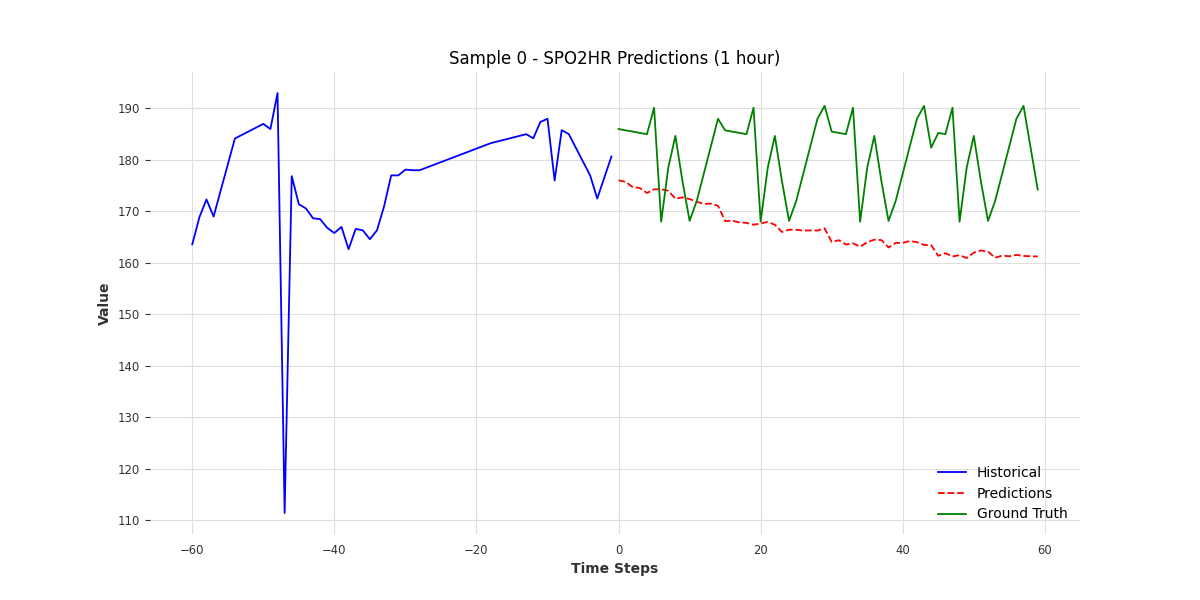 Sample 0 - SPO2HR Predictions (1 hour)
Value
190
180
170
160
150
140
130
120
110
Historical
Predictions
Ground Truth
−60
−40
−20
0
20
40
60
Time Steps